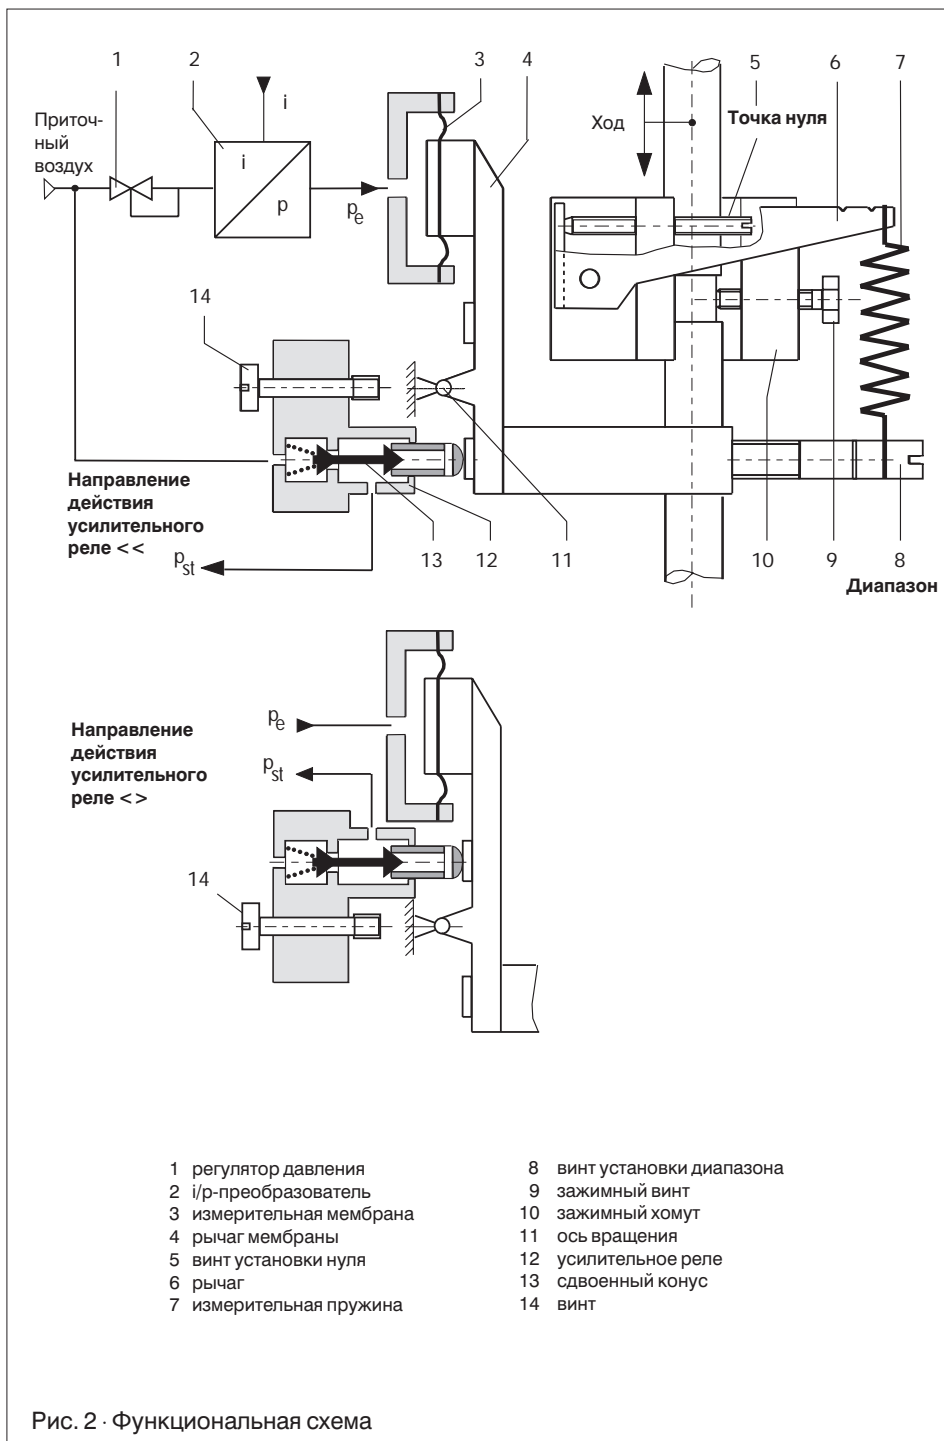 1
2
3
4
5
6
7
i
Приточ-
ный
воздух
i
p
pe
Ход
Точка нуля
14
Направление
действия
усилительного
реле <<
pst
13
12
11
10
9
8
Диапазон
pe
Направление
действия
усилительного
реле <>
pst
14
1 регулятор давления
2 i/p-преобразователь
3 измерительная мембрана
4 рычаг мембраны
5 винт установки нуля
6 рычаг
7 измерительная пружина
8 винт установки диапазона
9 зажимный винт
10 зажимный хомут
11 ось вращения
12 усилительное реле
13 сдвоенный конус
14 винт
Рис. 2 · Функциональная схема